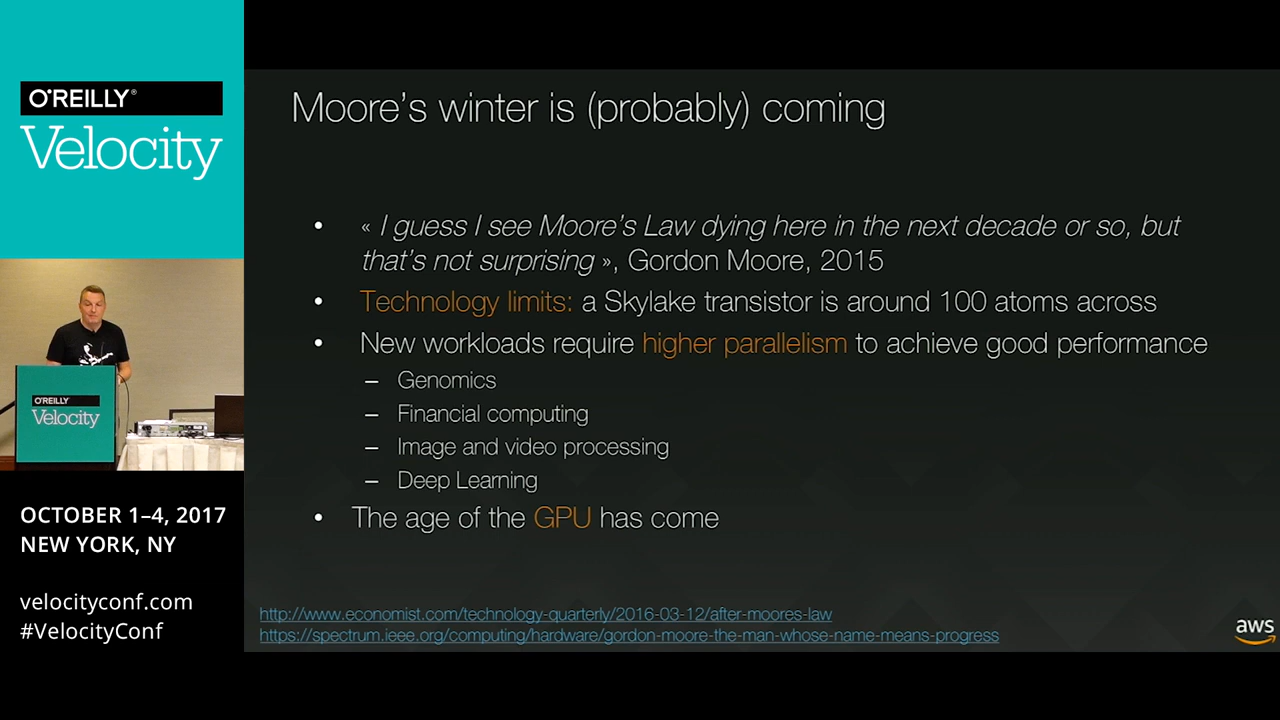 O'REILLY®
Velocity
O'REILLY
Velocity
OCTOBER 1–4, 2017
NEW YORK, NY
velocityconf.com
#VelocityConf
Moore's winter is (probably) coming
• « I guess I see Moore's Law dying here in the next decade or so, but
that's not surprising », Gordon Moore, 2015
• Technology limits: a Skylake transistor is around 100 atoms across
• New workloads require higher parallelism to achieve good performance
– Genomics
– Financial computing
– Image and video processing
– Deep Learning
• The age of the GPU has come
http://www.economist.com/technology-quarterly/2016-03-12/after-moores-law
https://spectrum.ieee.org/computing/hardware/gordon-moore-the-man-whose-name-means-progress
aws